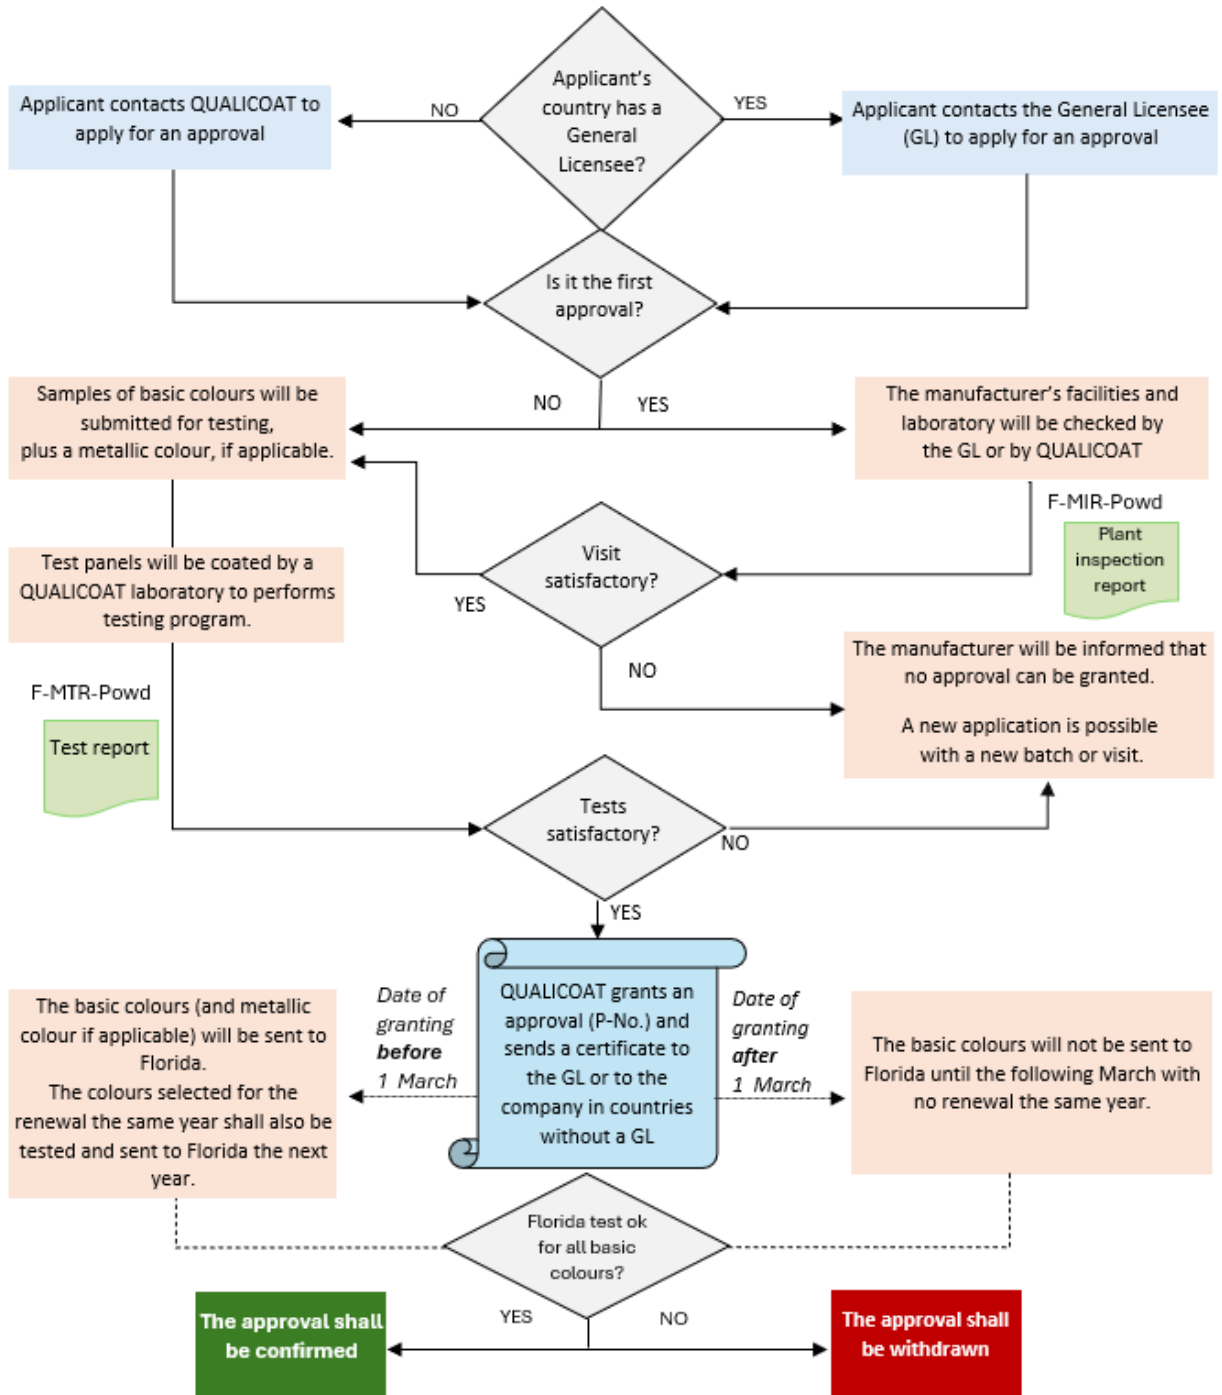 Applicant's
country has a
General
Licensee?
NO
YES
Applicant contacts QUALICOAT to
apply for an approval
Applicant contacts the General Licensee
(GL) to apply for an approval
Is it the first
approval?
NO
YES
Samples of basic colours will be
submitted for testing,
plus a metallic colour, if applicable.
The manufacturer's facilities and
laboratory will be checked by
the GL or by QUALICOAT
F-MIR-Powd
Plant
inspection
report
Visit
satisfactory?
YES
NO
Test panels will be coated by a
QUALICOAT laboratory to performs
testing program.
The manufacturer will be informed that
no approval can be granted.
A new application is possible
with a new batch or visit.
F-MTR-Powd
Test report
Tests
satisfactory?
NO
YES
QUALICOAT grants an
approval (P-No.) and
sends a certificate to
the GL or to the
company in countries
without a GL
Date of
granting
before
1 March
Date of
granting
after
1 March
The basic colours (and metallic
colour if applicable) will be sent to
Florida.
The colours selected for the
renewal the same year shall also be
tested and sent to Florida the next
year.
The basic colours will not be sent to
Florida until the following March with
no renewal the same year.
Florida test ok
for all basic
colours?
YES
NO
The approval shall
be confirmed
The approval shall
be withdrawn